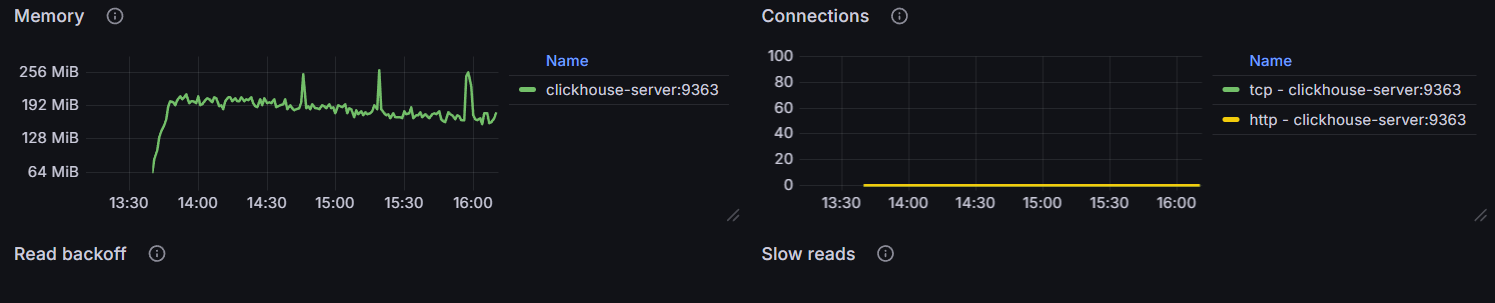 Memory
256 MiB
192 MiB
128 MiB
64 MiB
13:30 14:00 14:30 15:00 15:30 16:00
Name
clickhouse-server:9363
Connections
100
80
60
40
20
0
13:30 14:00 14:30 15:00 15:30 16:00
Name
tcp - clickhouse-server:9363
http - clickhouse-server:9363
Read backoff
Slow reads